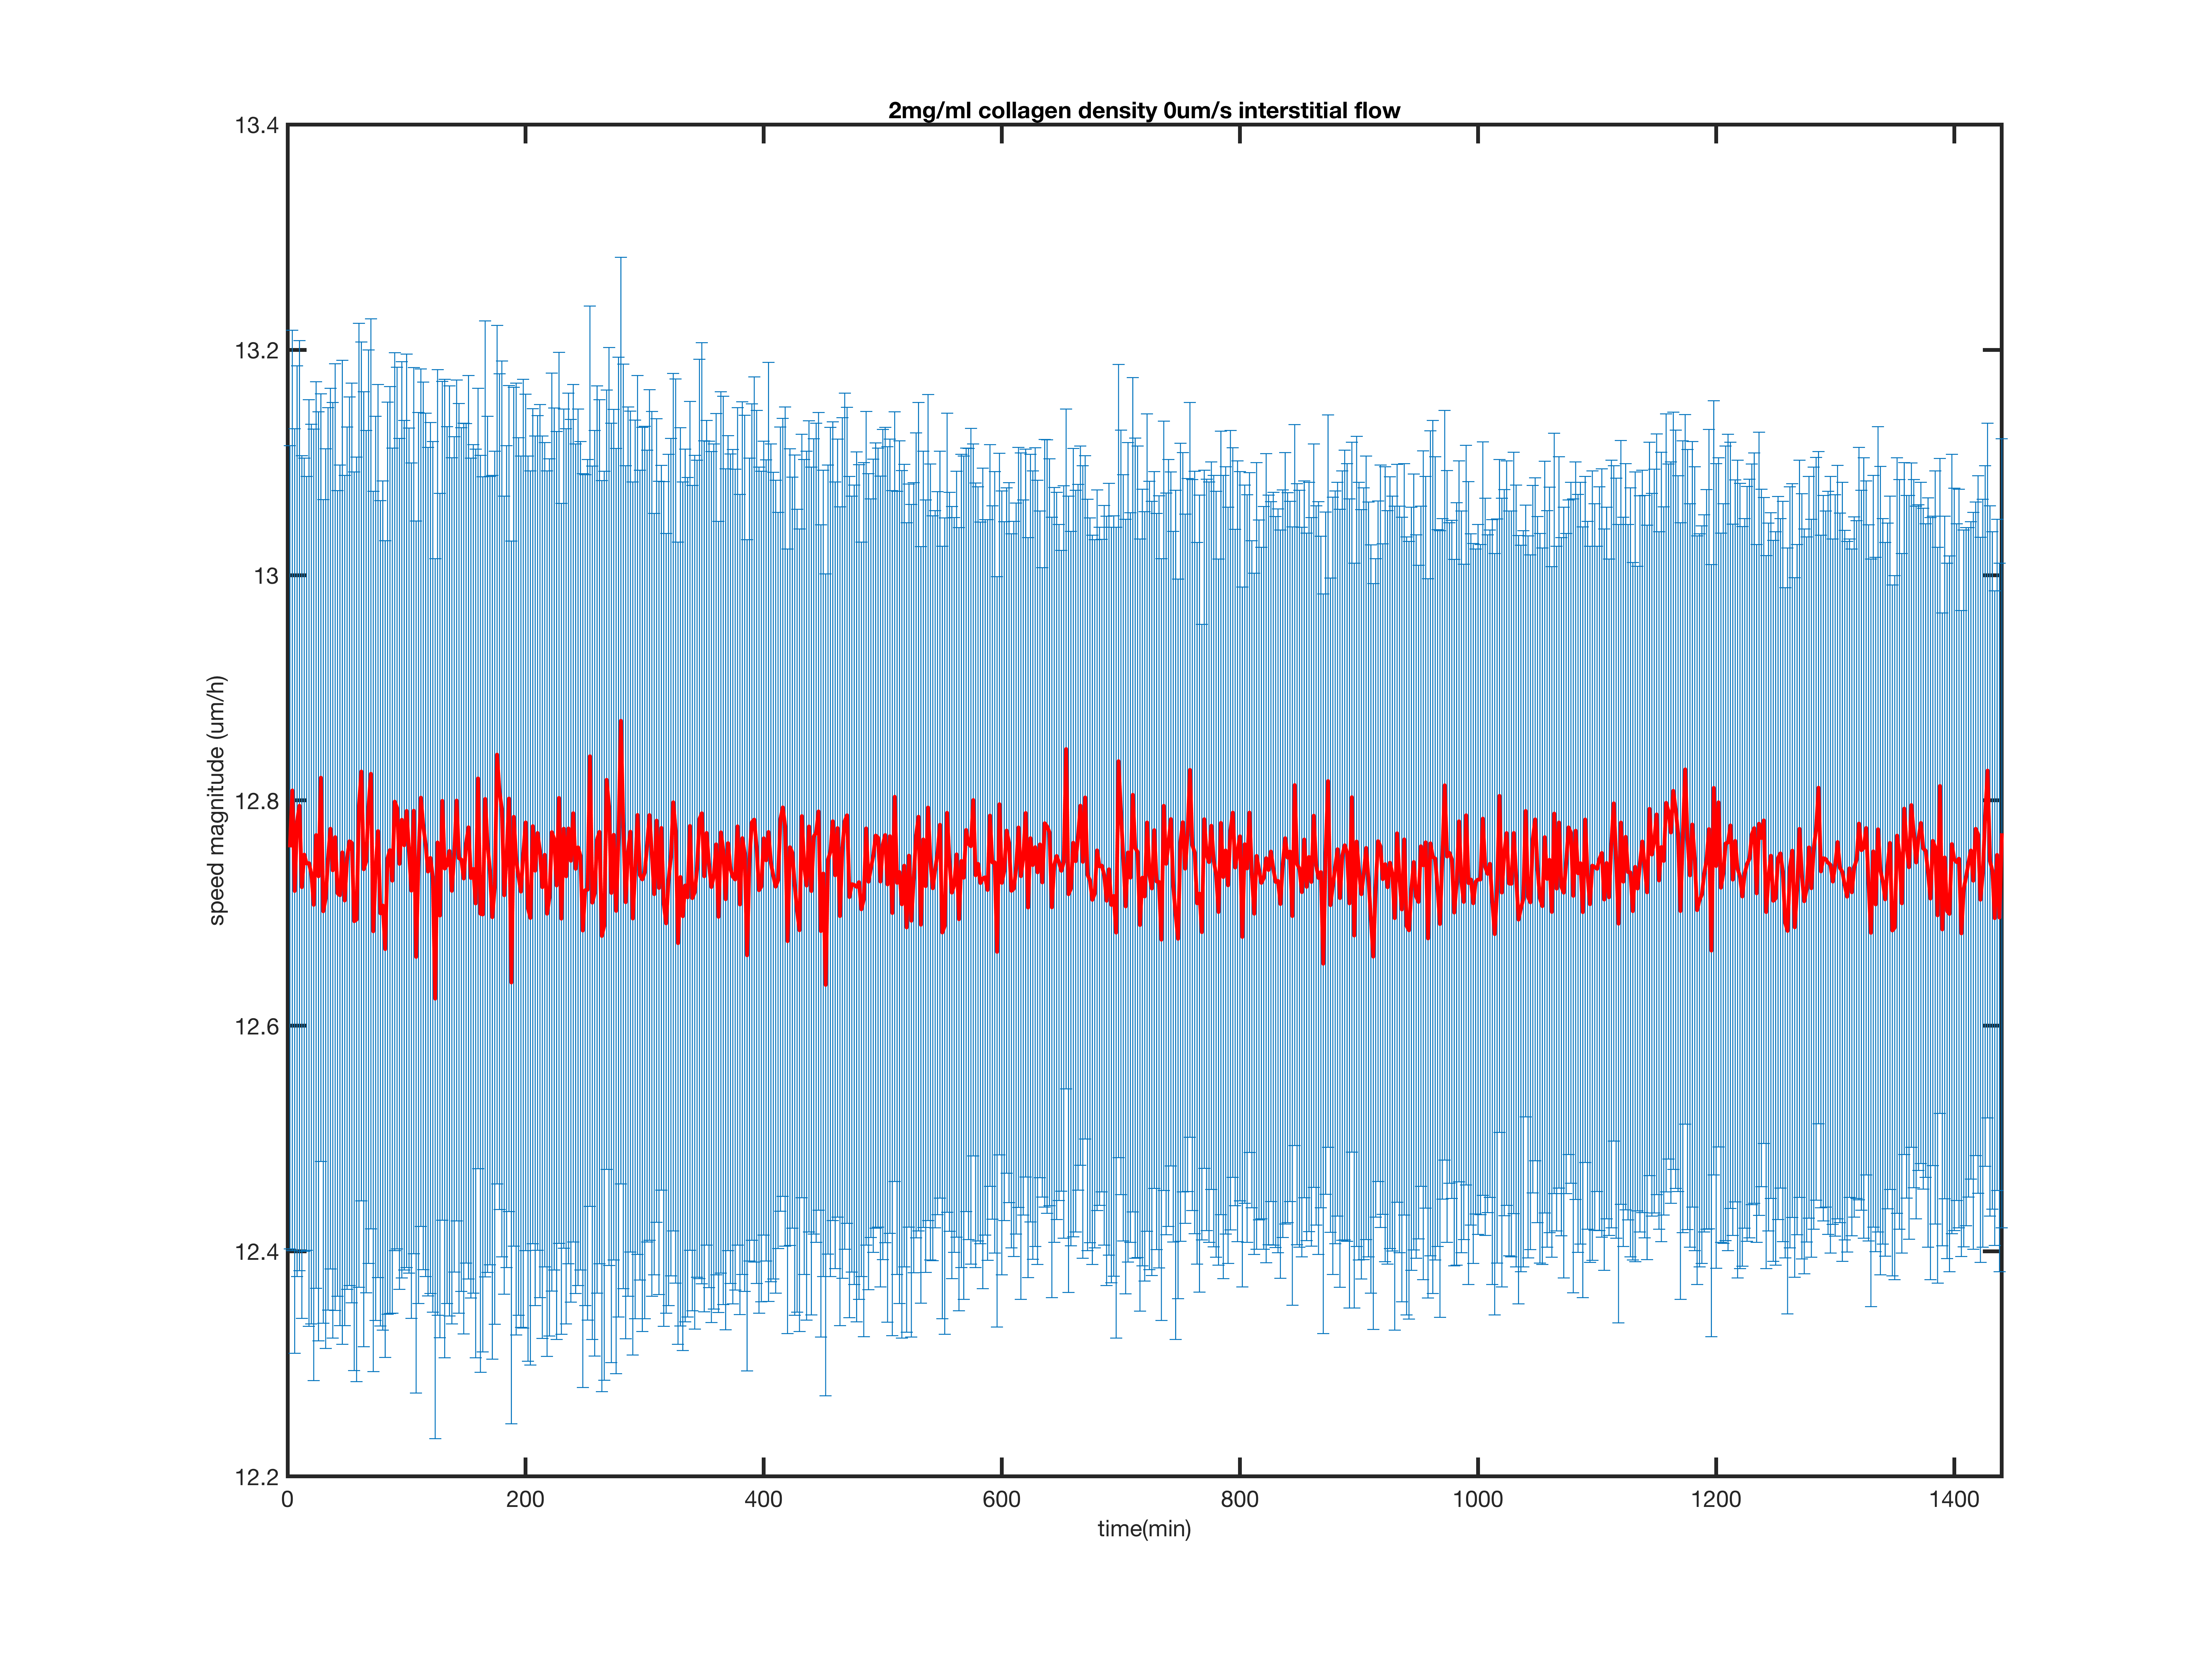 2mg/ml collagen density 0um/s interstitial flow
13.4
13.2
13
12.8
12.6
12.4
12.2
speed magnitude (um/h)
0 200 400 600 800 1000 1200 1400
time(min)